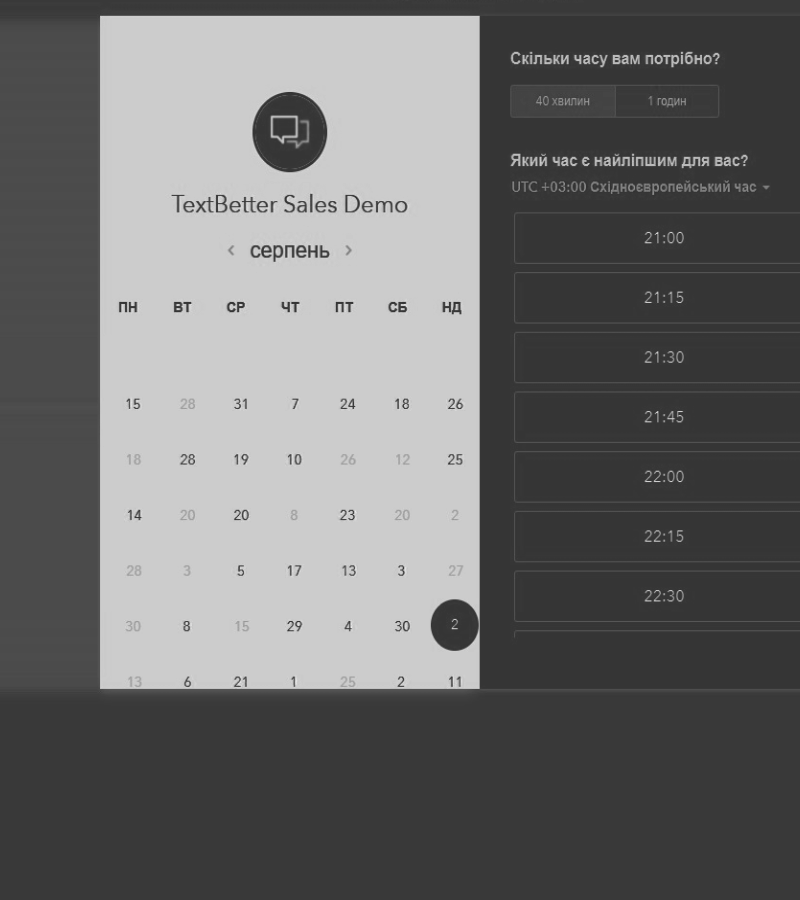 TextBetter Sales Demo
серпень
ПН ВТ СР ЧТ ПТ СБ НД
15 28 31 7 24 18 26
18 28 19 10 26 12 25
14 20 20 8 23 20 2
28 3 5 17 13 3 27
30 8 15 29 4 30 2
13 6 21 1 25 2 11
Скільки часу вам потрібно?
40 хвилин 1 годин
Який час є найліпшим для вас?
UTC +03:00 Східноєвропейський час
21:00
21:15
21:30
21:45
22:00
22:15
22:30